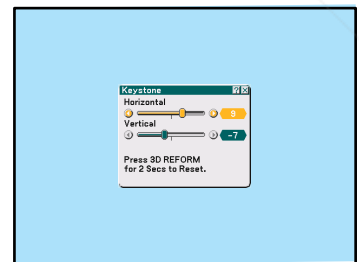 Keystone
Horizontal
9
Vertical
-7
Press 3D REFORM
for 2 Secs to Reset.